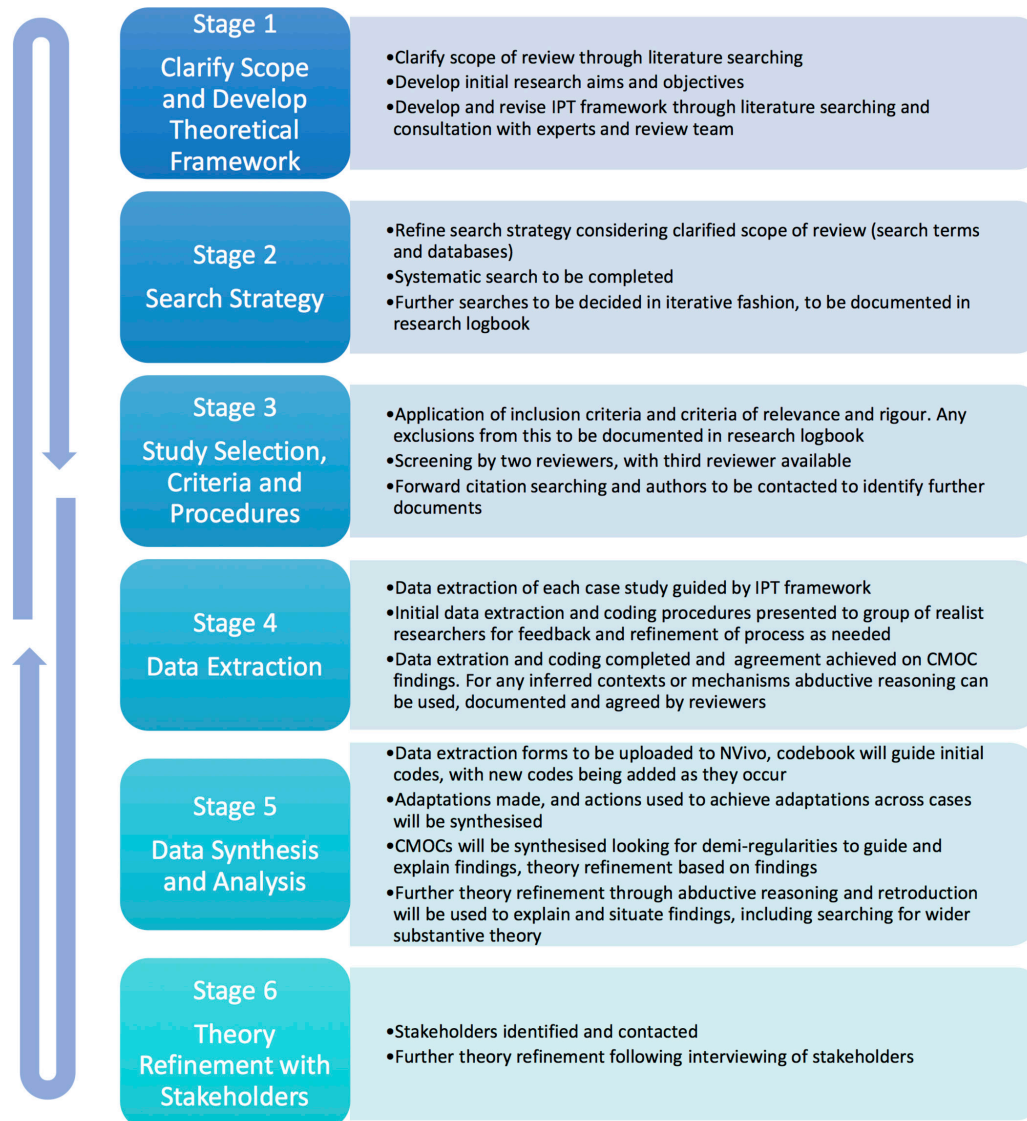 Stage 1
Clarify Scope
and Develop
Theoretical
Framework
•Clarify scope of review through literature searching
•Develop initial research aims and objectives
•Develop and revise IPT framework through literature searching and
consultation with experts and review team
Stage 2
Search Strategy
•Refine search strategy considering clarified scope of review (search terms
and databases)
•Systematic search to be completed
•Further searches to be decided in iterative fashion, to be documented in
research logbook
Stage 3
Study Selection,
Criteria and
Procedures
•Application of inclusion criteria and criteria of relevance and rigour. Any
exclusions from this to be documented in research logbook
•Screening by two reviewers, with third reviewer available
•Forward citation searching and authors to be contacted to identify further
documents
Stage 4
Data Extraction
•Data extraction of each case study guided by IPT framework
•Initial data extraction and coding procedures presented to group of realist
researchers for feedback and refinement of process as needed
•Data extration and coding completed and  agreement achieved on CMOC
findings. For any inferred contexts or mechanisms abductive reasoning can
be used, documented and agreed by reviewers
Stage 5
Data Synthesis
and Analysis
•Data extraction forms to be uploaded to NVivo, codebook will guide initial
codes, with new codes being added as they occur
•Adaptations made, and actions used to achieve adaptations across cases
will be synthesised
•CMOCs will be synthesised looking for demi-regularities to guide and
explain findings, theory refinement based on findings
•Further theory refinement through abductive reasoning and retroduction
will be used to explain and situate findings, including searching for wider
substantive theory
Stage 6
Theory
Refinement with
Stakeholders
•Stakeholders identified and contacted
•Further theory refinement following interviewing of stakeholders